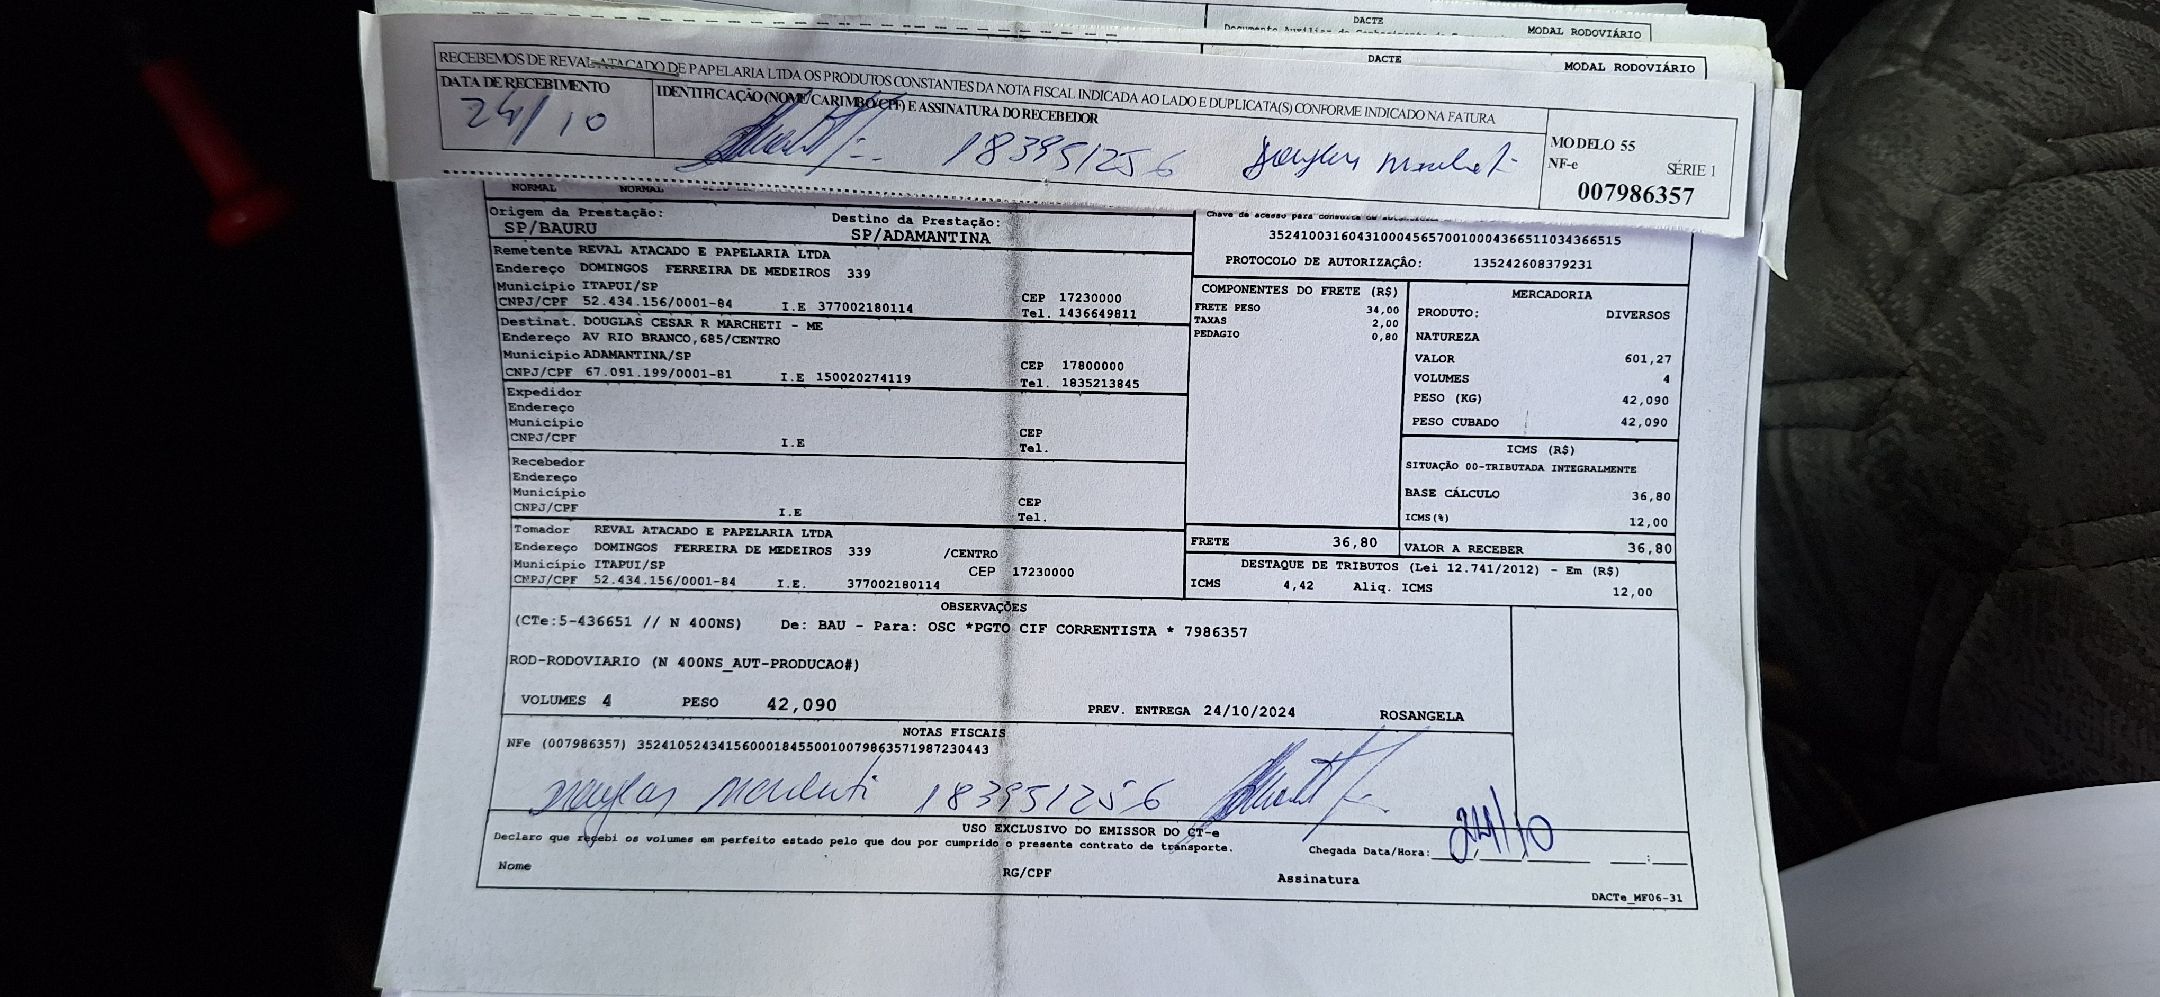 DACTE
MODAL RODOVIÁRIO
DACTE
MODAL RODOVIÁRIO
RECEBEMOS DE REVAL ATACADO DE PAPELARIA LTDA OS PRODUTOS CONSTANTES DA NOTA FISCAL INDICADA AO LADO E DUPLICATA(S) CONFORME INDICADO NA FATURA
DATA DE RECEBIMENTO
IDENTIFICAÇÃO (NOME/CARIMBO/CPF) E ASSINATURA DO RECEBEDOR
24/10
183951256
MODELO 55
NF-e SÉRIE 1
007986357
NORMAL NORMAL
Origem da Prestação: Destino da Prestação:
SP/BAURU SP/ADAMANTINA
Chave de acesso para consulta de
35241003160431000456570010004366511034366515
PROTOCOLO DE AUTORIZAÇÃO: 135242608379231
Remetente REVAL ATACADO E PAPELARIA LTDA
Endereço DOMINGOS FERREIRA DE MEDEIROS 339
Município ITAPUI/SP CEP 17230000
CNPJ/CPF 52.434.156/0001-84 I.E 377002180114 Tel. 1436649811
Destinat. DOUGLAS CESAR R MARCHETI - ME
Endereço AV RIO BRANCO,685/CENTRO
Município ADAMANTINA/SP CEP 17800000
CNPJ/CPF 67.091.199/0001-81 I.E 150020274119 Tel. 1835213845
Expedidor
Endereço
Município CEP
CNPJ/CPF I.E Tel.
Recebedor
Endereço
Município CEP
CNPJ/CPF I.E Tel.
Tomador REVAL ATACADO E PAPELARIA LTDA
Endereço DOMINGOS FERREIRA DE MEDEIROS 339 /CENTRO
Município ITAPUI/SP CEP 17230000
CNPJ/CPF 52.434.156/0001-84 I.E. 377002180114
COMPONENTES DO FRETE (R$)
FRETE PESO 34,00
TAXAS 2,00
PEDAGIO 0,80
MERCADORIA
PRODUTO: DIVERSOS
NATUREZA
VALOR 601,27
VOLUMES 4
PESO (KG) 42,090
PESO CUBADO 42,090
ICMS (R$)
SITUAÇÃO 00-TRIBUTADA INTEGRALMENTE
BASE CÁLCULO 36,80
ICMS(%) 12,00
FRETE 36,80 VALOR A RECEBER 36,80
DESTAQUE DE TRIBUTOS (Lei 12.741/2012) - Em (R$)
ICMS 4,42 Aliq. ICMS 12,00
OBSERVAÇÕES
(CTe:5-436651 // N 400NS) De: BAU - Para: OSC *PGTO CIF CORRENTISTA * 7986357
ROD-RODOVIARIO (N 400NS_AUT-PRODUCAO#)
VOLUMES 4 PESO 42,090 PREV. ENTREGA 24/10/2024 ROSANGELA
NOTAS FISCAIS
NFe (007986357) 35241052434156000184550010079863571987230443
183951256
USO EXCLUSIVO DO EMISSOR DO CT-e
Declaro que recebi os volumes em perfeito estado pelo que dou por cumprido o presente contrato de transporte.
Chegada Data/Hora: 24/10
Nome RG/CPF Assinatura
DACTe_MF06-31